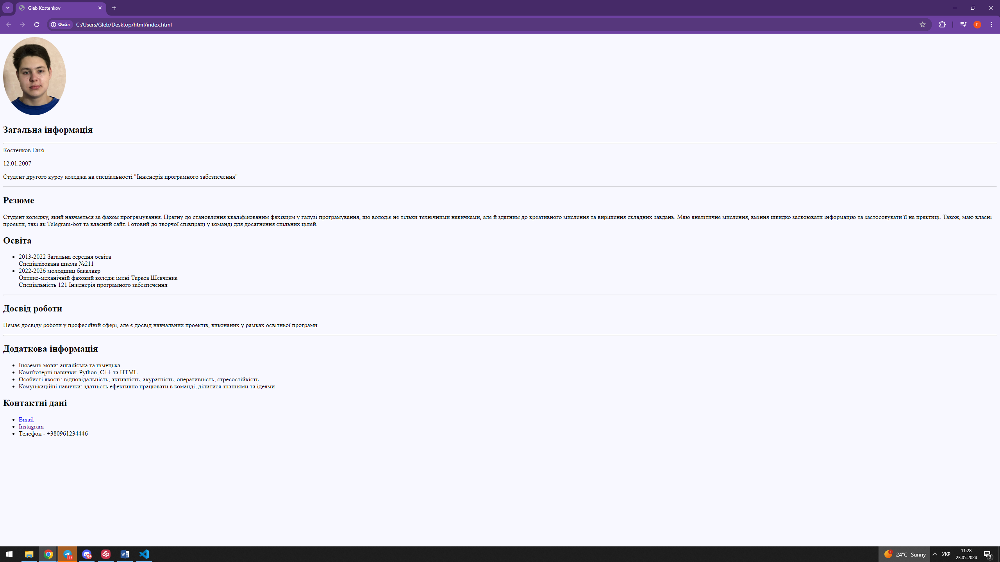 Gleb Kostenkov
Файл
C:/Users/Gleb/Desktop/html/index.html
Г
Загальна інформація
Костенков Глєб
12.01.2007
Студент другого курсу коледжа на спеціальності "Інженерія програмного забезпечення"
Резюме
Студент коледжу, який навчається за фахом програмування. Прагну до становлення кваліфікованим фахівцем у галузі програмування, що володіє не тільки технічними навичками, але й здатним до креативного мислення та вирішення складних завдань. Маю аналітичне мислення, вміння швидко засвоювати інформацію та застосовувати її на практиці. Також, маю власні
проекти, такі як Telegram-бот та власний сайт. Готовий до творчої співпраці у команді для досягнення спільних цілей.
Освіта
2013-2022 Загальна середня освіта
Спеціалізована школа №211
2022-2026 молодшиц бакалавр
Оптико-механічній фаховий коледж імені Тараса Шевченка
Спеціальність 121 Інженерія програмного забезпечення
Досвід роботи
Немає досвіду роботи у професійній сфері, але є досвід навчальних проектів, виконаних у рамках освітньої програми.
Додаткова інформація
Іноземні мови: англійська та німецька
Комп'ютерні навички: Python, C++ та HTML
Особисті якості: відповідальність, активність, акуратність, оперативність, стресостійкість
Комунікаційні навички: здатність ефективно працювати в команді, ділитися знаннями та ідеями
Контактні дані
Email
Instagram
Телефон - +380961234446
138
9+
W
1
24°C Sunny
УКР
11:28
23.05.2024
3